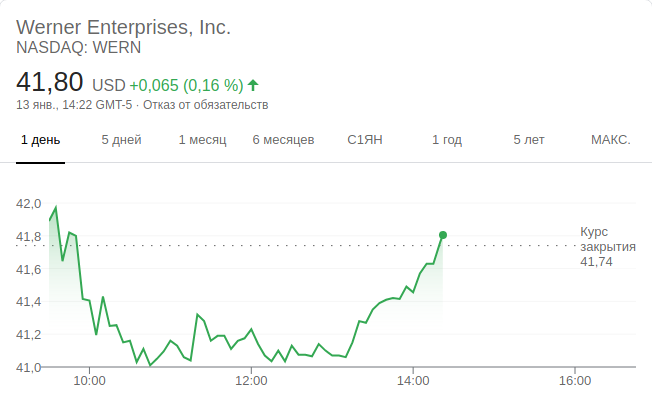 Werner Enterprises, Inc.
NASDAQ: WERN
41,80 USD +0,065 (0,16 %)
13 янв., 14:22 GMT-5 · Отказ от обязательств
1 день 5 дней 1 месяц 6 месяцев С1ЯН 1 год 5 лет МАКС.
42,0
41,8
41,6
41,4
41,2
41,0
Курс
закрытия
41,74
10:00 12:00 14:00 16:00